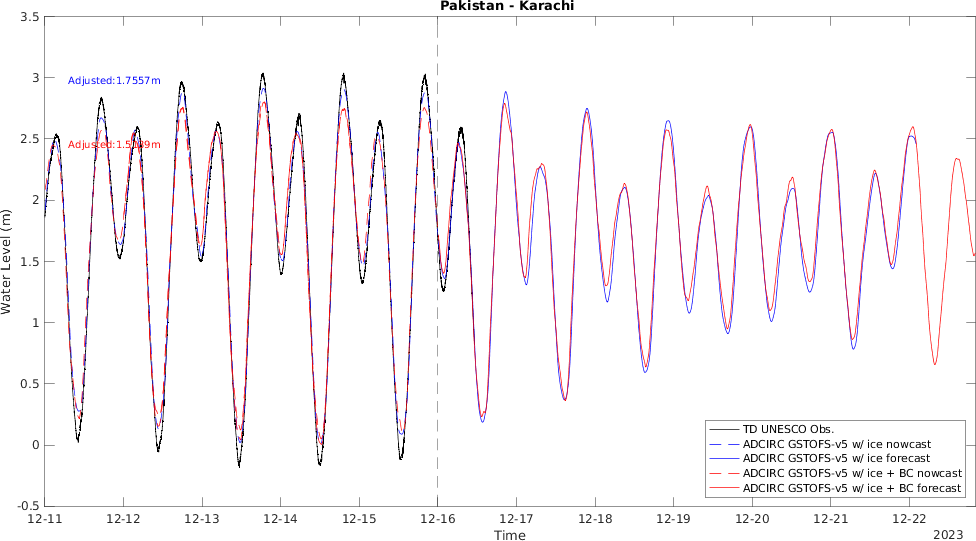 Pakistan - Karachi
3.5
3
2.5
2
1.5
1
0.5
0
-0.5
Water Level (m)
Adjusted:1.7557m
TD UNESCO Obs.
ADCIRC GSTOFS-v5 w/ ice nowcast
ADCIRC GSTOFS-v5 w/ ice forecast
ADCIRC GSTOFS-v5 w/ ice + BC nowcast
ADCIRC GSTOFS-v5 w/ ice + BC forecast
12-11 12-12 12-13 12-14 12-15 12-16 12-17 12-18 12-19 12-20 12-21 12-22
Time
2023